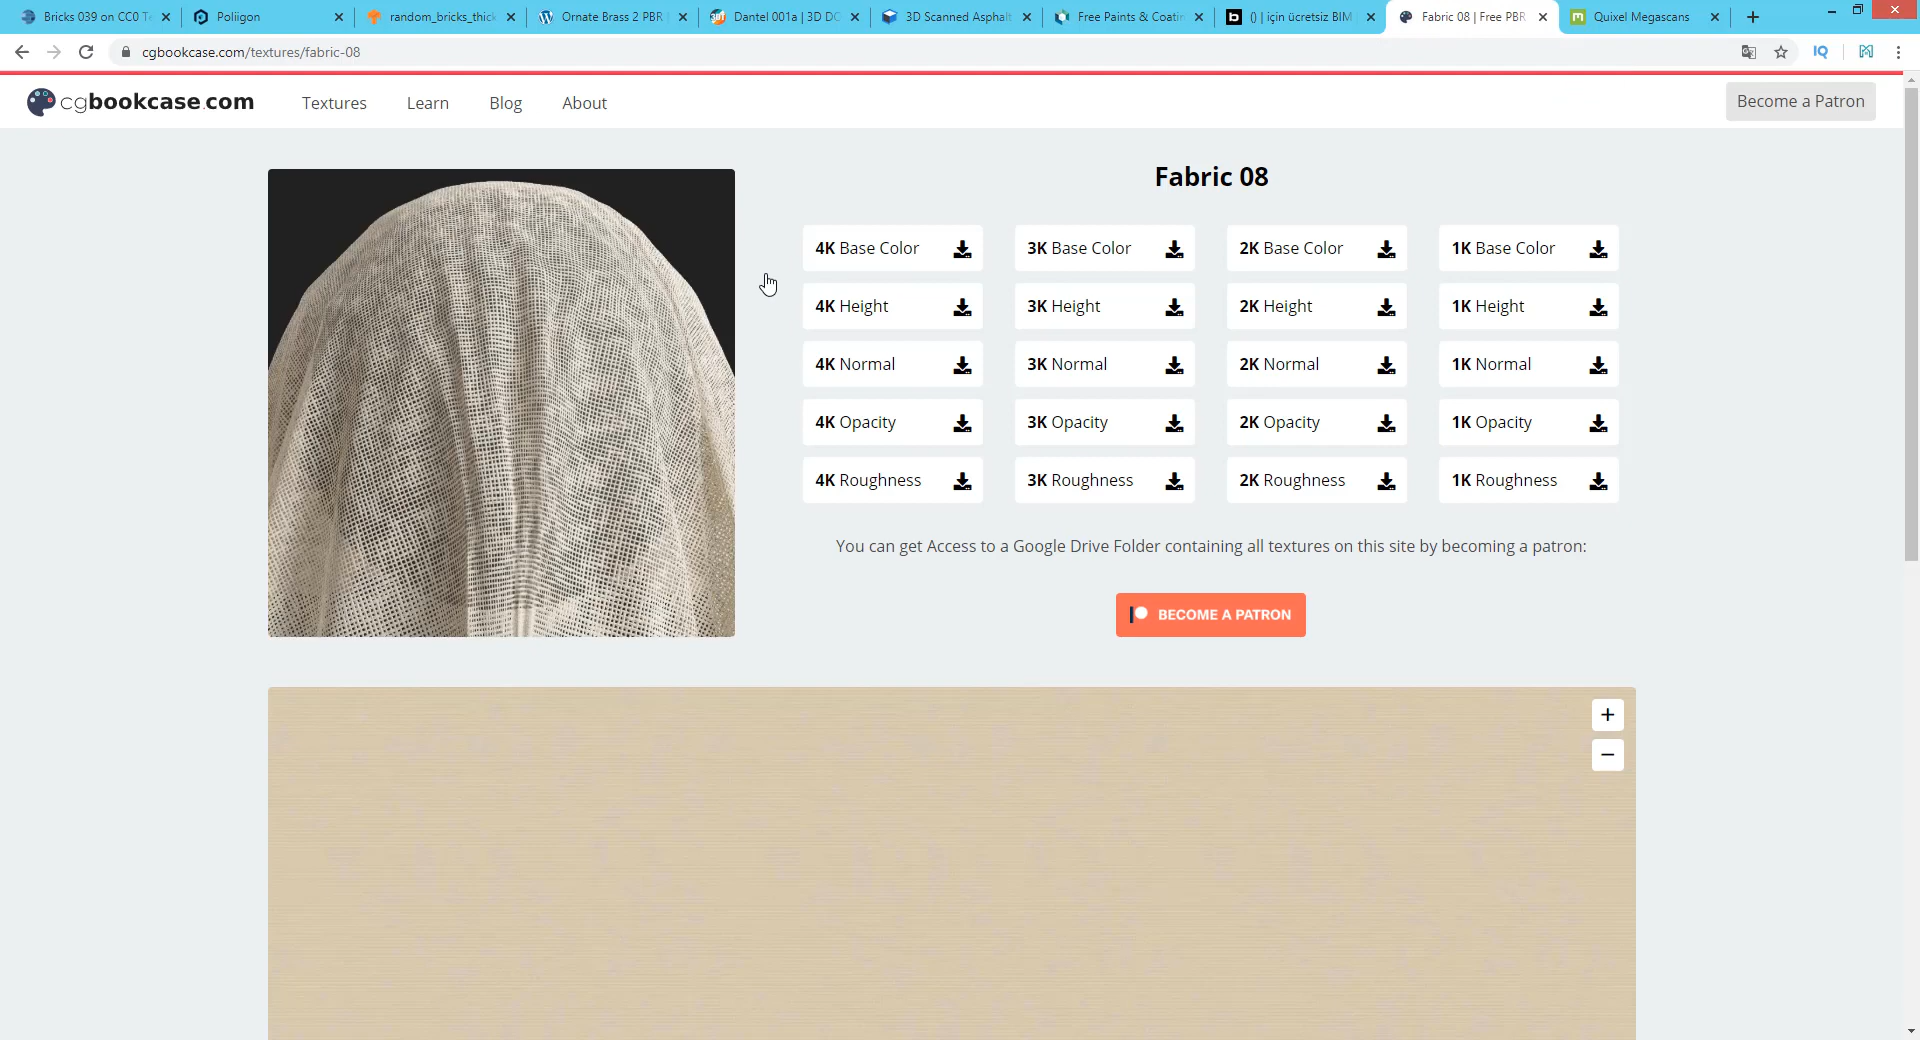 Bricks 039 on CC0 Te
Poliigon
random_bricks_thick
Ornate Brass 2 PBR
Dantel 001a | 3D DO
3D Scanned Asphalt
Free Paints & Coatin
() | için ücretsiz BIM
Fabric 08 | Free PBR
Quixel Megascans
cgbookcase.com/textures/fabric-08
IQ
cgbookcase.com
Textures
Learn
Blog
About
Become a Patron
Fabric 08
4K Base Color
3K Base Color
2K Base Color
1K Base Color
4K Height
3K Height
2K Height
1K Height
4K Normal
3K Normal
2K Normal
1K Normal
4K Opacity
3K Opacity
2K Opacity
1K Opacity
4K Roughness
3K Roughness
2K Roughness
1K Roughness
You can get Access to a Google Drive Folder containing all textures on this site by becoming a patron:
BECOME A PATRON
+
−